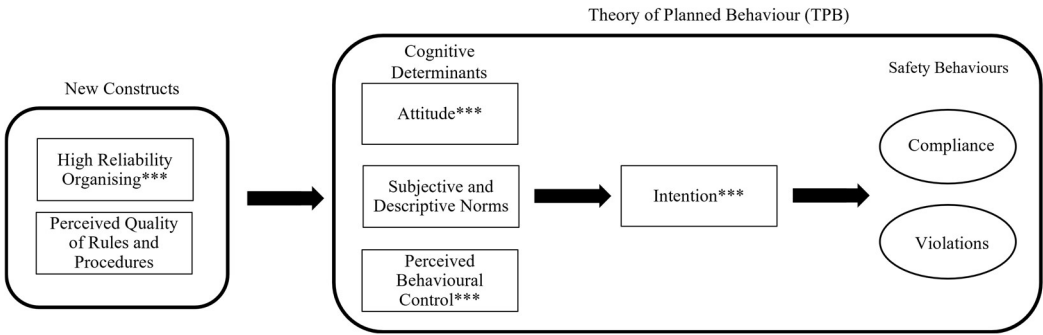 Theory of Planned Behaviour (TPB)
New Constructs
High Reliability
Organising***
Perceived Quality
of Rules and
Procedures
Cognitive
Determinants
Attitude***
Subjective and
Descriptive Norms
Perceived
Behavioural
Control***
Intention***
Safety Behaviours
Compliance
Violations